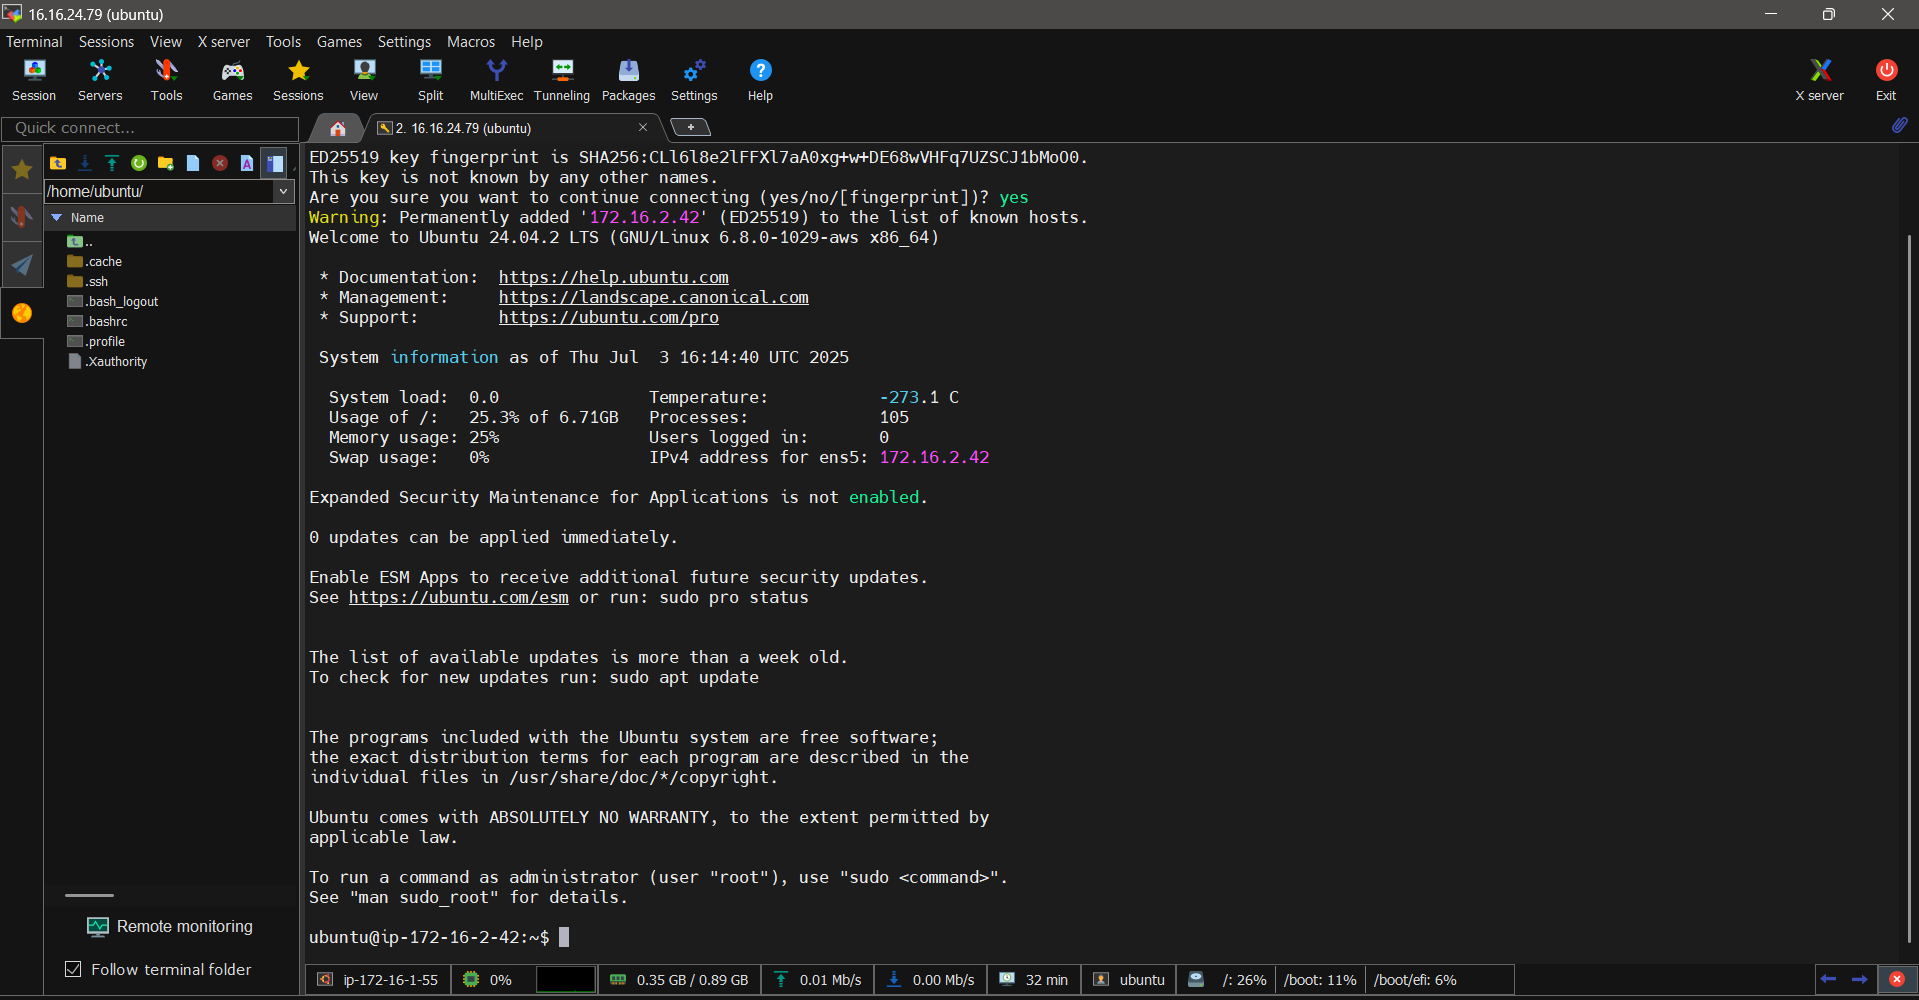 16.16.24.79 (ubuntu)
Terminal Sessions View X server Tools Games Settings Macros Help
Session Servers Tools Games Sessions View Split MultiExec Tunneling Packages Settings Help X server Exit
Quick connect...
2. 16.16.24.79 (ubuntu)
/home/ubuntu/
Name
..
.cache
.ssh
.bash_logout
.bashrc
.profile
.Xauthority
Remote monitoring
Follow terminal folder
ED25519 key fingerprint is SHA256:CLl6l8e2lFFXl7aA0xg+w+DE68wVHFq7UZSCJ1bMoO0.
This key is not known by any other names.
Are you sure you want to continue connecting (yes/no/[fingerprint])? yes
Warning: Permanently added '172.16.2.42' (ED25519) to the list of known hosts.
Welcome to Ubuntu 24.04.2 LTS (GNU/Linux 6.8.0-1029-aws x86_64)
* Documentation: https://help.ubuntu.com
* Management: https://landscape.canonical.com
* Support: https://ubuntu.com/pro
System information as of Thu Jul 3 16:14:40 UTC 2025
System load: 0.0 Temperature: -273.1 C
Usage of /: 25.3% of 6.71GB Processes: 105
Memory usage: 25% Users logged in: 0
Swap usage: 0% IPv4 address for ens5: 172.16.2.42
Expanded Security Maintenance for Applications is not enabled.
0 updates can be applied immediately.
Enable ESM Apps to receive additional future security updates.
See https://ubuntu.com/esm or run: sudo pro status
The list of available updates is more than a week old.
To check for new updates run: sudo apt update
The programs included with the Ubuntu system are free software;
the exact distribution terms for each program are described in the
individual files in /usr/share/doc/*/copyright.
Ubuntu comes with ABSOLUTELY NO WARRANTY, to the extent permitted by
applicable law.
To run a command as administrator (user "root"), use "sudo <command>".
See "man sudo_root" for details.
ubuntu@ip-172-16-2-42:~$
ip-172-16-1-55 0% 0.35 GB / 0.89 GB 0.01 Mb/s 0.00 Mb/s 32 min ubuntu /: 26% /boot: 11% /boot/efi: 6%